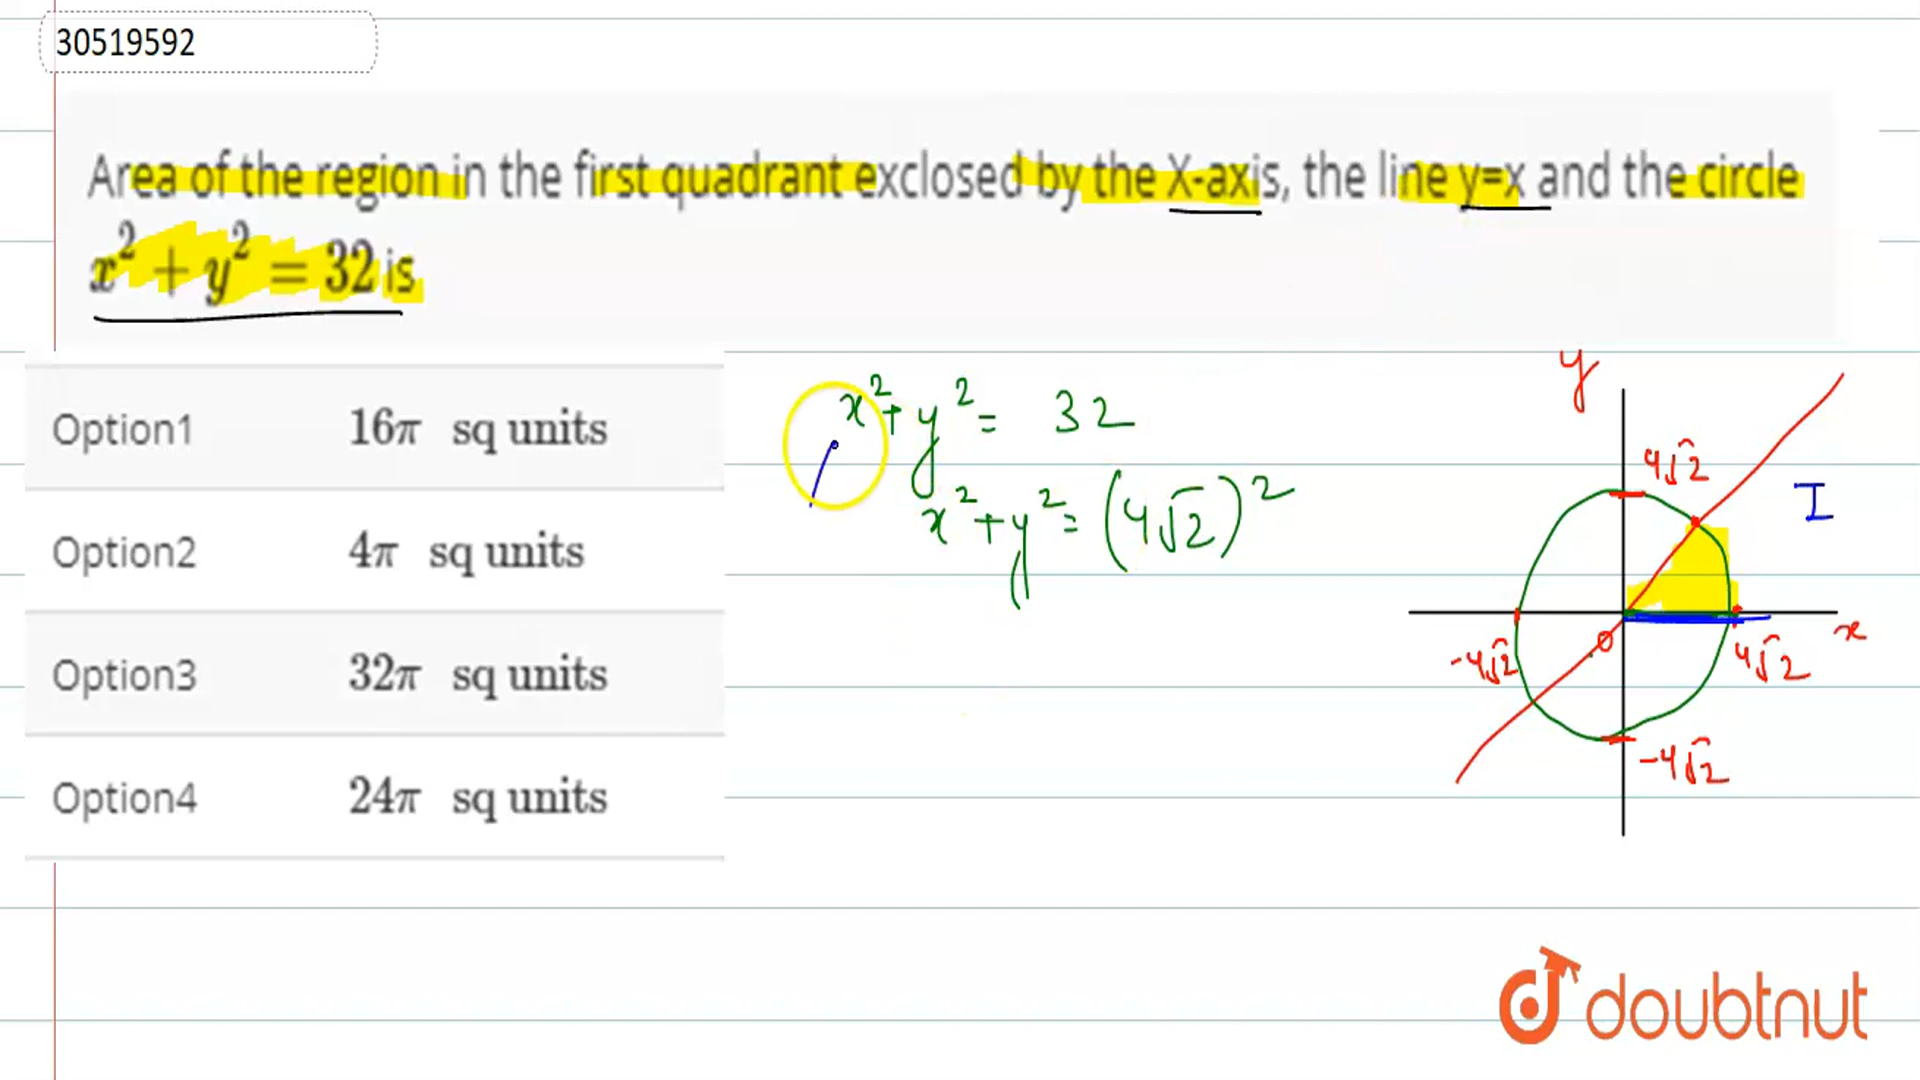 30519592
Area of the region in the first quadrant exclosed by the X-axis, the line y=x and the circle
x² + y² = 32 is
Option1 16π sq units
Option2 4π sq units
Option3 32π sq units
Option4 24π sq units
x² + y² = 32
x² + y² = (4√2)²
y
4√2
I
O
x
-4√2
4√2
-4√2
doubtnut